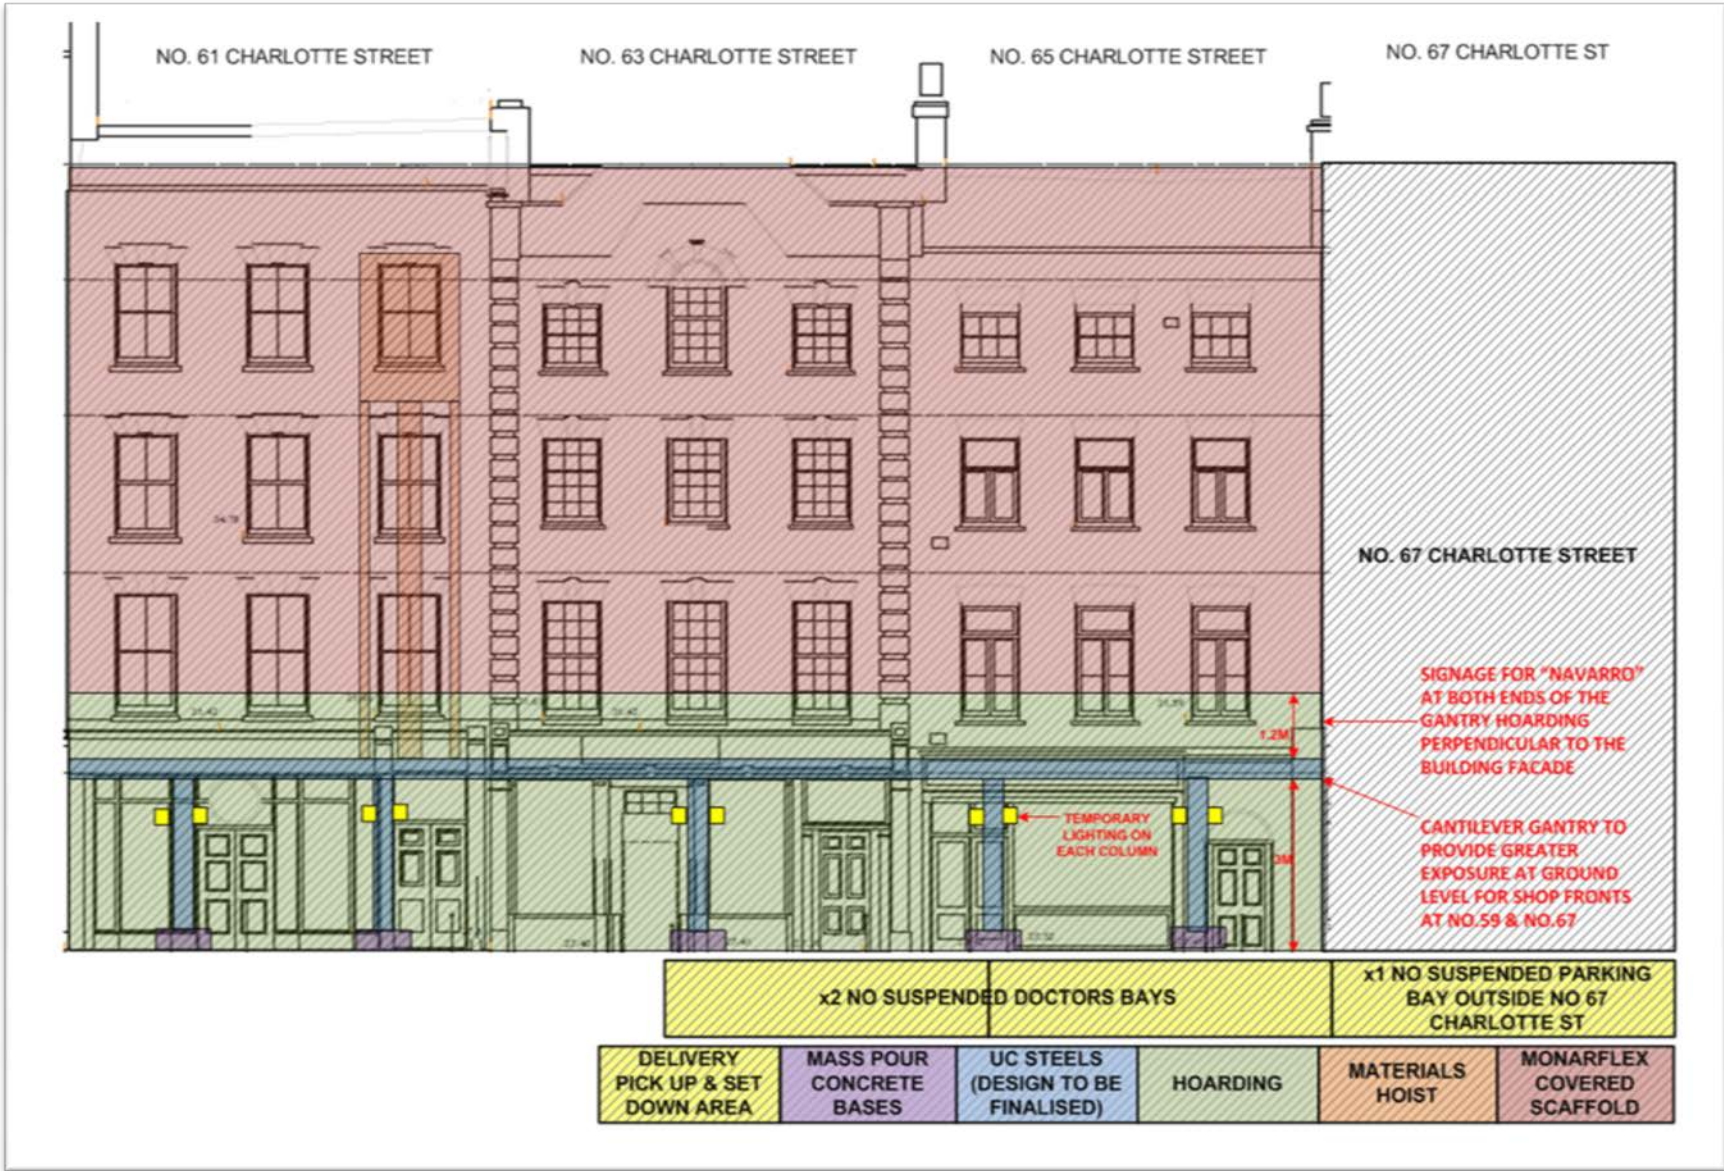 NO. 61 CHARLOTTE STREET
NO. 63 CHARLOTTE STREET
NO. 65 CHARLOTTE STREET
NO. 67 CHARLOTTE ST
NO. 67 CHARLOTTE STREET
SIGNAGE FOR "NAVARRO"
AT BOTH ENDS OF THE
GANTRY HOARDING
PERPENDICULAR TO THE
BUILDING FACADE
1.2M
CANTILEVER GANTRY TO
PROVIDE GREATER
EXPOSURE AT GROUND
LEVEL FOR SHOP FRONTS
AT NO.59 & NO.67
TEMPORARY
LIGHTING ON
EACH COLUMN
3M
x2 NO SUSPENDED DOCTORS BAYS
x1 NO SUSPENDED PARKING
BAY OUTSIDE NO 67
CHARLOTTE ST
DELIVERY
PICK UP & SET
DOWN AREA
MASS POUR
CONCRETE
BASES
UC STEELS
(DESIGN TO BE
FINALISED)
HOARDING
MATERIALS
HOIST
MONARFLEX
COVERED
SCAFFOLD